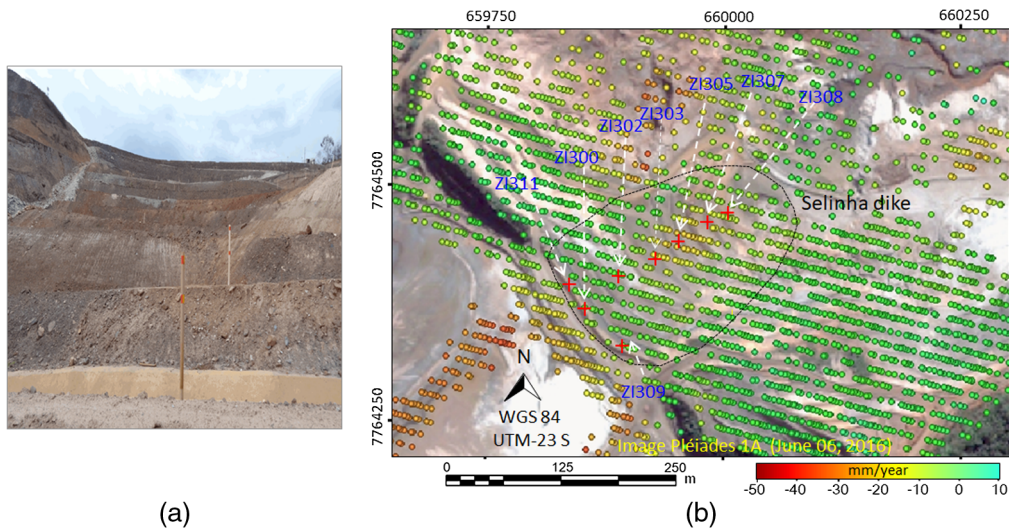 659750 660000 660250
ZI305 ZI307
ZI308
ZI303
ZI302
ZI300
7764500
ZI311
Selinha dike
N
WGS 84
UTM-23 S
ZI309
7764250
Image Pléiades 1A (June 06, 2016)
0 125 250
m
mm/year
-50 -40 -30 -20 -10 0 10
(a) (b)